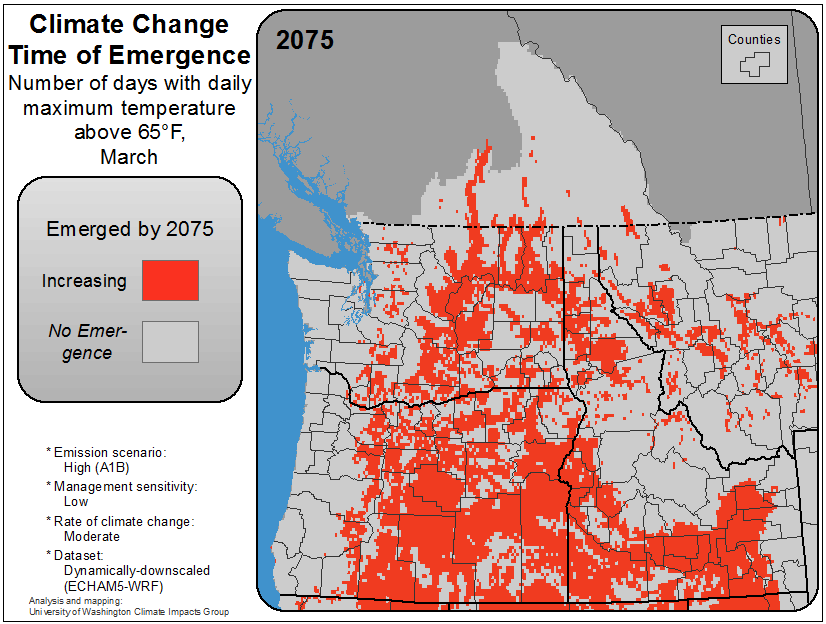 Climate Change
Time of Emergence
Number of days with daily
maximum temperature
above 65°F,
March
Emerged by 2075
Increasing
No Emer-
gence
* Emission scenario:
High (A1B)
* Management sensitivity:
Low
* Rate of climate change:
Moderate
* Dataset:
Dynamically-downscaled
(ECHAM5-WRF)
Analysis and mapping:
University of Washington Climate Impacts Group
2075
Counties